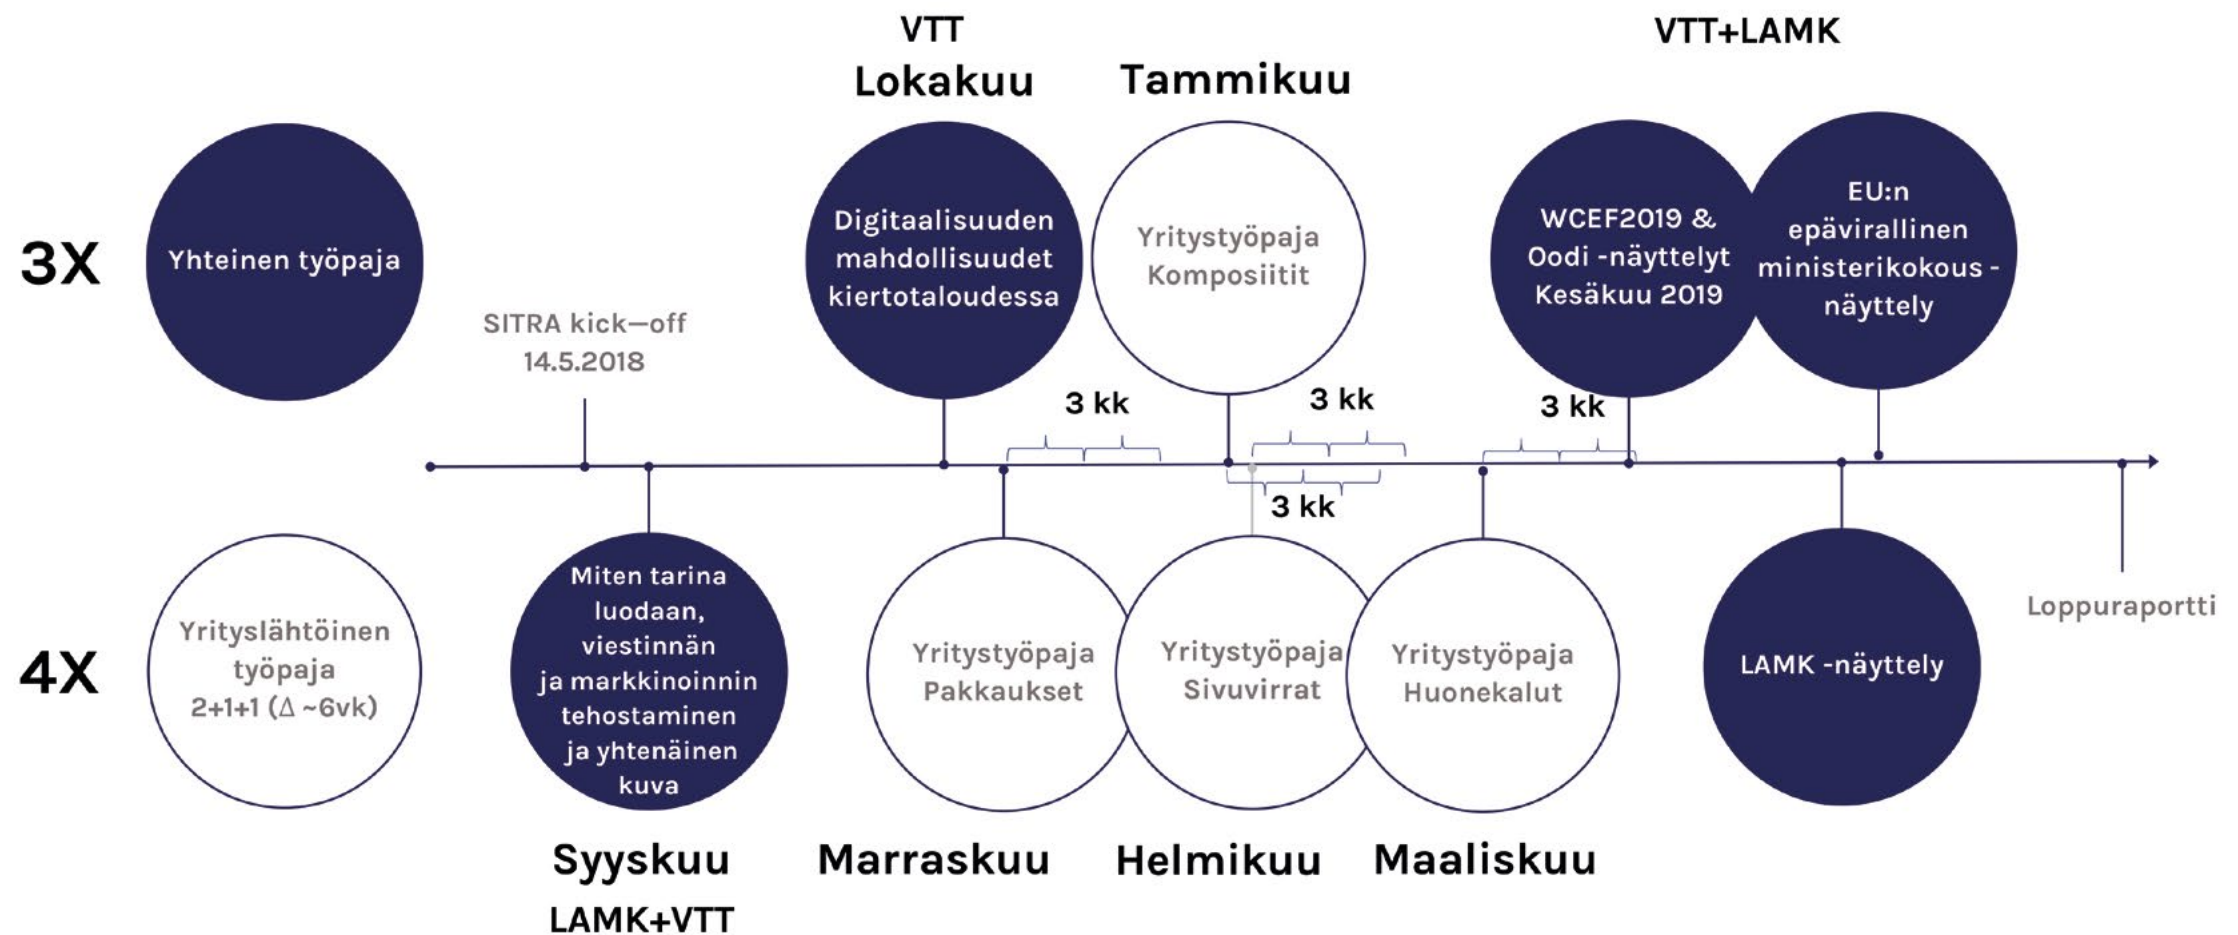 VTT
Lokakuu
Tammikuu
VTT+LAMK
3X
Yhteinen työpaja
SITRA kick—off
14.5.2018
Digitaalisuuden
mahdollisuudet
kiertotaloudessa
Yritystyöpaja
Komposiitit
WCEF2019 &
Oodi -näyttelyt
Kesäkuu 2019
EU:n
epävirallinen
ministerikokous -
näyttely
3 kk
3 kk
3 kk
3 kk
4X
Yrityslähtöinen
työpaja
2+1+1 (Δ ~6vk)
Miten tarina
luodaan,
viestinnän
ja markkinoinnin
tehostaminen
ja yhtenäinen
kuva
Yritystyöpaja
Pakkaukset
Yritystyöpaja
Sivuvirrat
Yritystyöpaja
Huonekalut
LAMK -näyttely
Loppuraportti
Syyskuu
LAMK+VTT
Marraskuu
Helmikuu
Maaliskuu